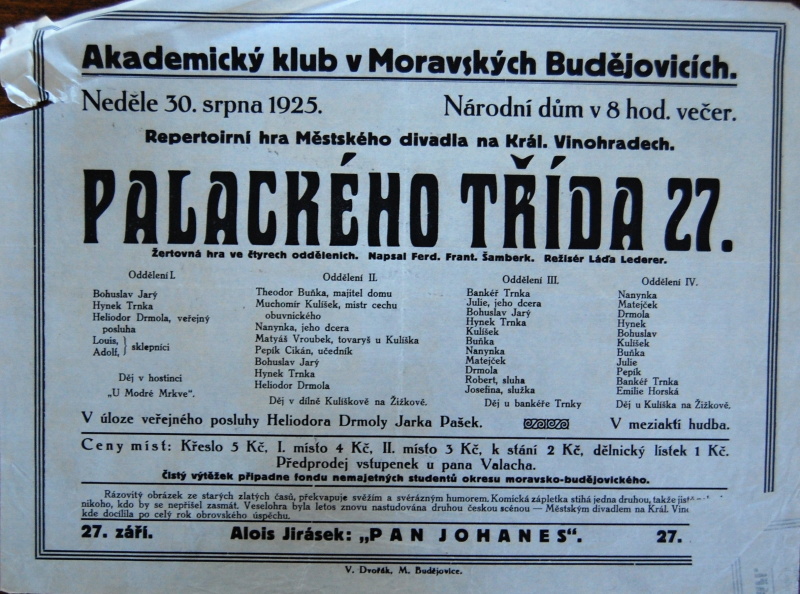 Akademický klub v Moravských Budějovicích.
Neděle 30. srpna 1925. Národní dům v 8 hod. večer.
Repertoirní hra Městského divadla na Král. Vinohradech.
PALACKÉHO TŘÍDA 27.
Žertovná hra ve čtyrech odděleních. Napsal Ferd. Frant. Šamberk. Režisér Láďa Lederer.
Oddělení I.
Bohuslav Jarý
Hynek Trnka
Heliodor Drmola, veřejný
posluha
Louis,
Adolf, } sklepníci
Děj v hostinci
„U Modré Mrkve".
Oddělení II.
Theodor Buňka, majitel domu
Muchomír Kulíšek, mistr cechu
obuvnického
Nanynka, jeho dcera
Matyáš Vroubek, tovaryš u Kulíška
Pepík Cikán, učedník
Bohuslav Jarý
Hynek Trnka
Heliodor Drmola
Děj v dílně Kulíškově na Žižkově.
Oddělení III.
Bankéř Trnka
Julie, jeho dcera
Bohuslav Jarý
Hynek Trnka
Kulíšek
Buňka
Nanynka
Matejček
Drmola
Robert, sluha
Josefina, služka
Děj u bankéře Trnky
Oddělení IV.
Nanynka
Matejček
Drmola
Hynek
Bohuslav
Kulíšek
Buňka
Julie
Pepík
Bankéř Trnka
Emilie Horská
Děj u Kulíška na Žižkově.
V úloze veřejného posluhy Heliodora Drmoly Jarka Pašek. V meziaktí hudba.
Ceny míst: Křeslo 5 Kč, I. místo 4 Kč, II. místo 3 Kč, k stání 2 Kč, dělnický lístek 1 Kč.
Předprodej vstupenek u pana Valacha.
Čistý výtěžek připadne fondu nemajetných studentů okresu moravsko-budějovického.
Rázovitý obrázek ze starých zlatých časů, překvapuje svěžím a svérázným humorem. Komická zápletka stíhá jedna druhou, takže
nikoho, kdo by se nepřišel zasmát. Veselohra byla letos znovu nastudována druhou českou scénou — Městským divadlem na Král.
kde docílila po celý rok obrovského úspěchu.
27. září. Alois Jirásek: „PAN JOHANES". 27.
V. Dvořák, M. Budějovice.